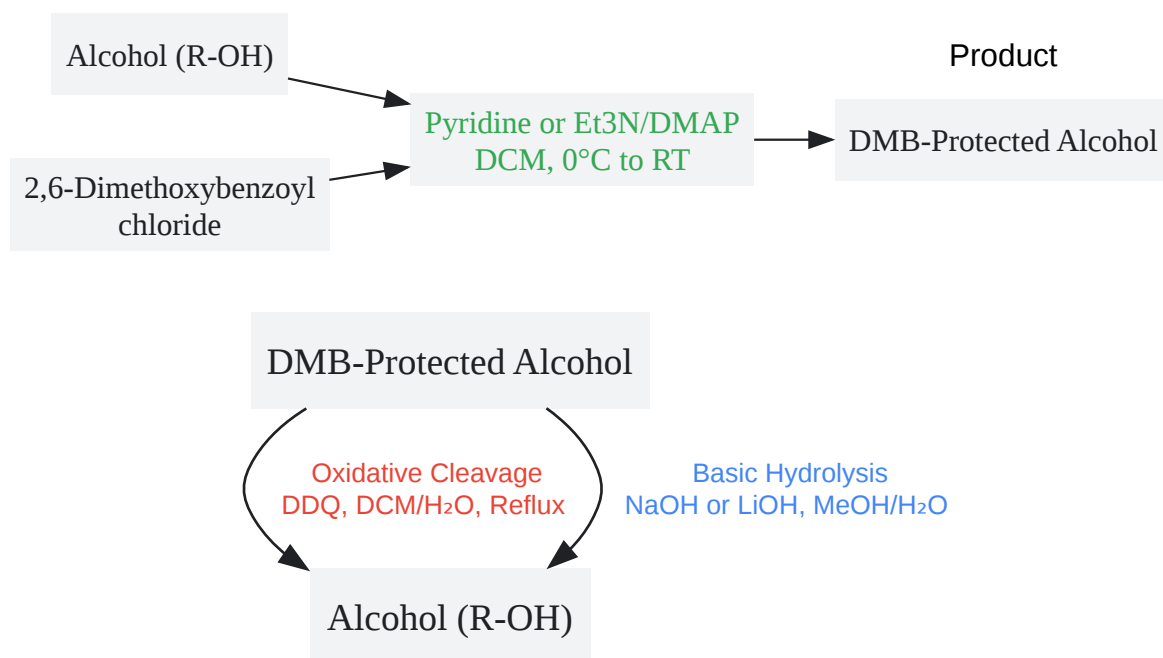 Alcohol (R-OH)
Product
Pyridine or Et3N/DMAP
DCM, 0°C to RT
DMB-Protected Alcohol
2,6-Dimethoxybenzoyl
chloride
DMB-Protected Alcohol
Oxidative Cleavage
DDQ, DCM/H₂O, Reflux
Basic Hydrolysis
NaOH or LiOH, MeOH/H₂O
Alcohol (R-OH)